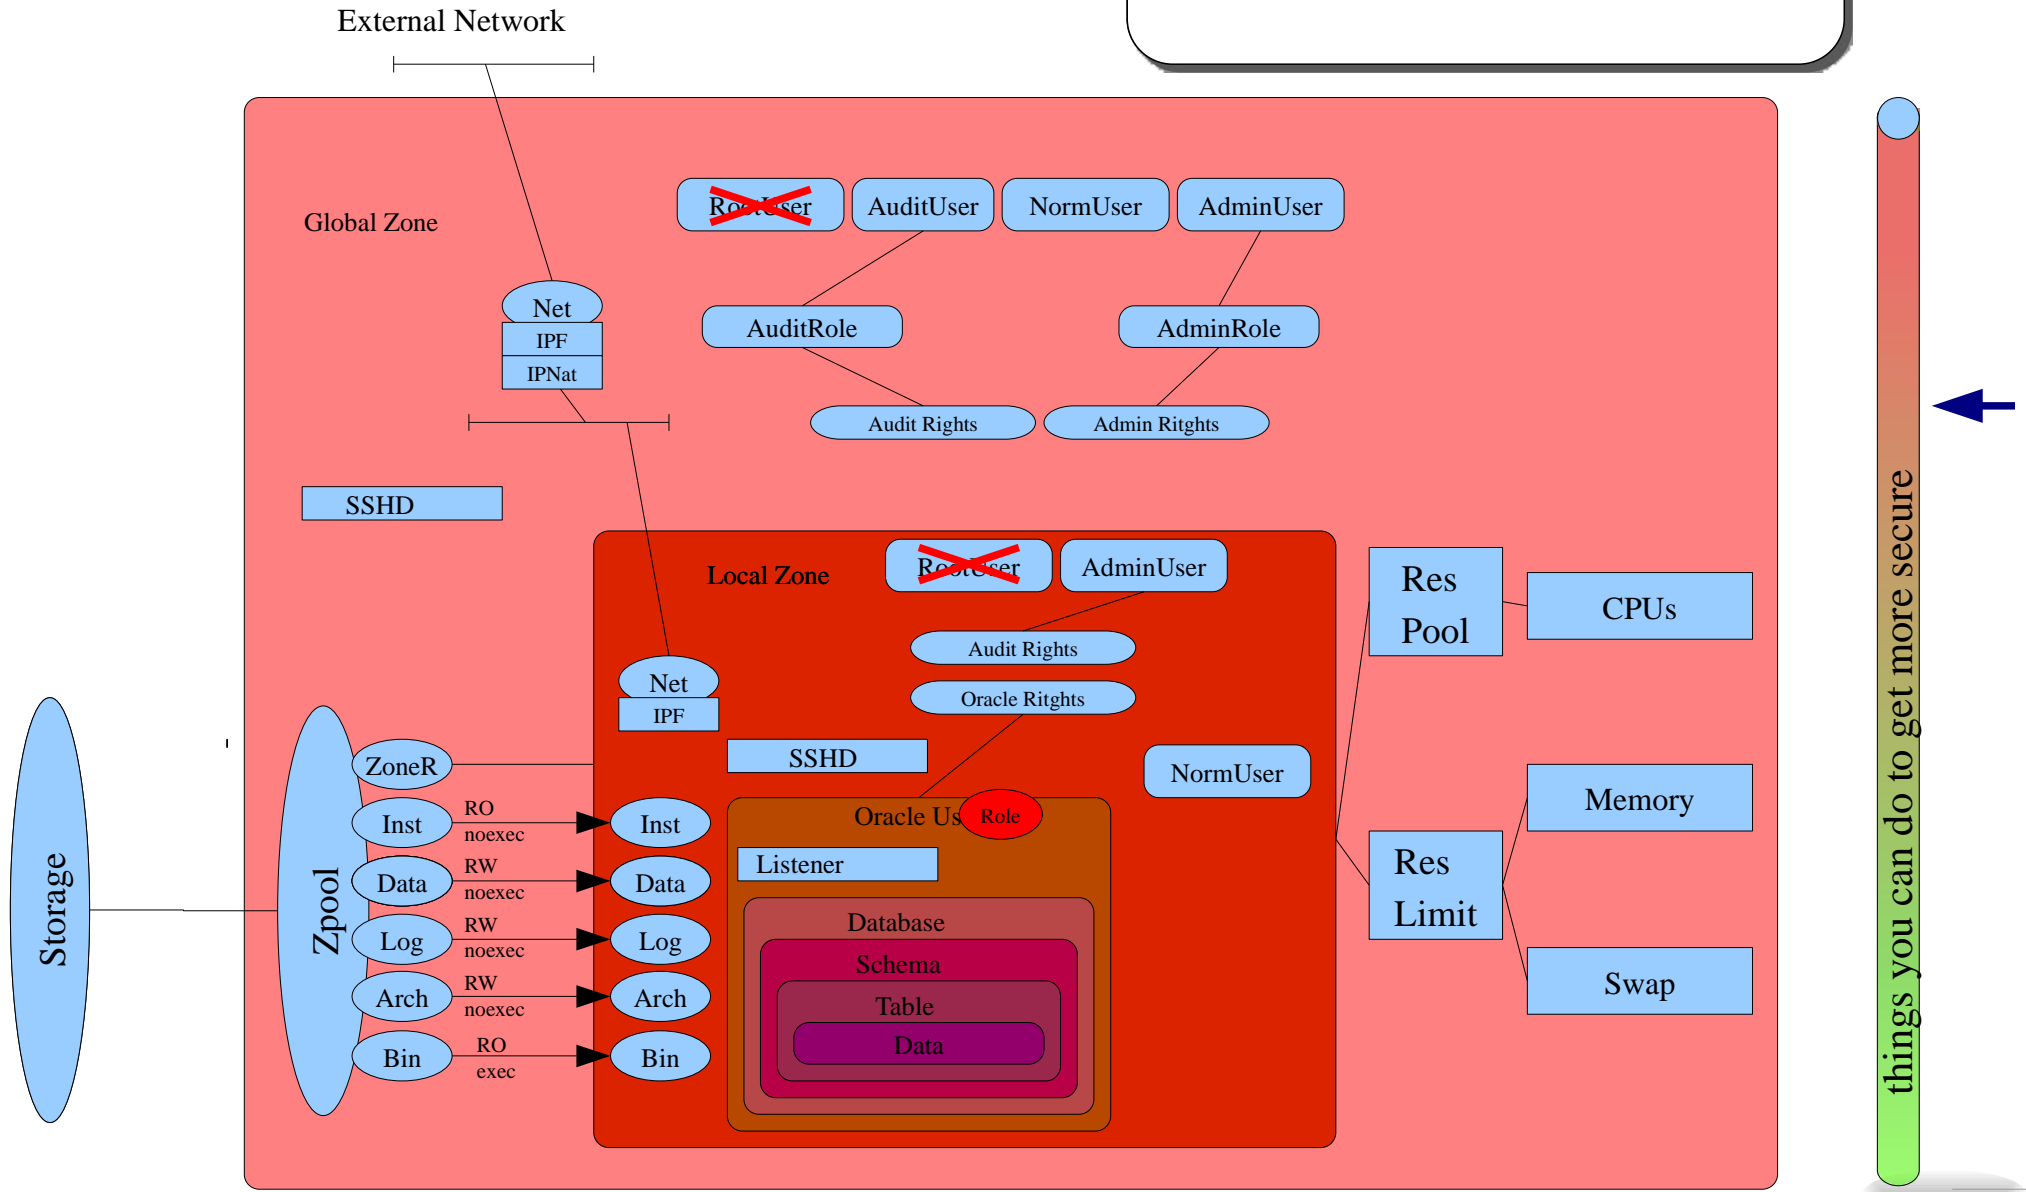 External Network
Global Zone
RootUser
AuditUser
NormUser
AdminUser
Net
IPF
IPNat
AuditRole
AdminRole
Audit Rights
Admin Ritghts
SSHD
Local Zone
RootUser
AdminUser
Audit Rights
Oracle Ritghts
Net
IPF
SSHD
NormUser
Res
Pool
CPUs
Memory
Res
Limit
Swap
Storage
Zpool
ZoneR
Inst
RO
noexec
Inst
Data
RW
noexec
Data
Log
RW
noexec
Log
Arch
RW
noexec
Arch
Bin
RO
exec
Bin
Oracle Us
Role
Listener
Database
Schema
Table
Data
things you can do to get more secure